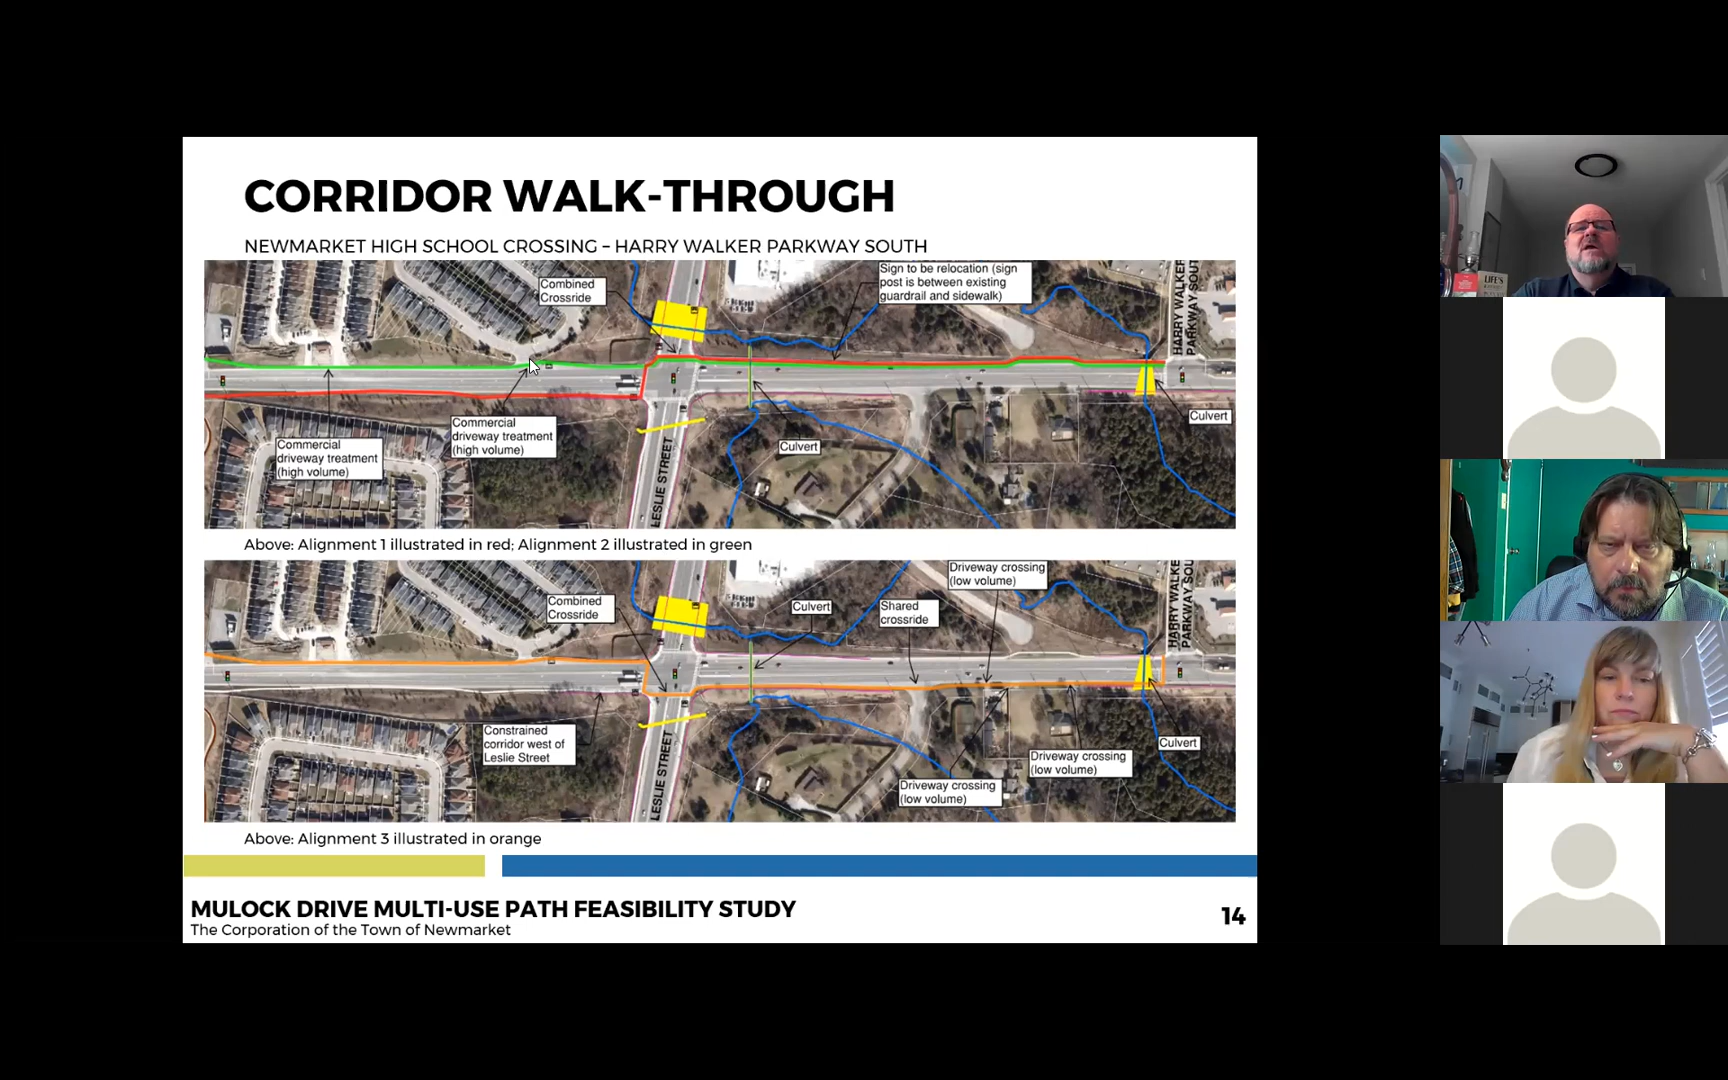 CORRIDOR WALK-THROUGH
NEWMARKET HIGH SCHOOL CROSSING – HARRY WALKER PARKWAY SOUTH
Combined
Crossride
Sign to be relocation (sign
post is between existing
guardrail and sidewalk)
HARRY WALKER
PARKWAY SOUT
Commercial
driveway treatment
(high volume)
Commercial
driveway treatment
(high volume)
Culvert
Culvert
LESLIE STREET
Above: Alignment 1 illustrated in red; Alignment 2 illustrated in green
Driveway crossing
(low volume)
Combined
Crossride
Culvert
Shared
crossride
HARRY WALKE
PARKWAY SOU
Constrained
corridor west of
Leslie Street
LESLIE STREET
Driveway crossing
(low volume)
Driveway crossing
(low volume)
Culvert
Above: Alignment 3 illustrated in orange
MULOCK DRIVE MULTI-USE PATH FEASIBILITY STUDY
The Corporation of the Town of Newmarket
14
LIFE'S